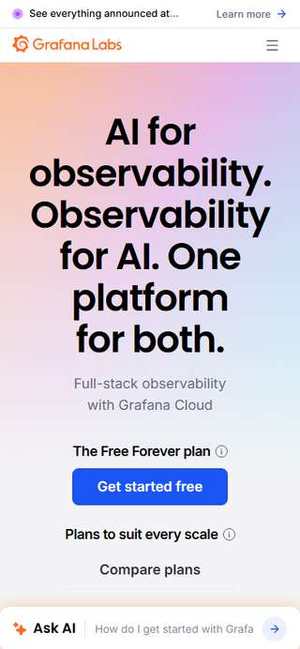 See everything announced at...
Learn more
Grafana Labs
AI for
observability.
Observability
for AI. One
platform
for both.
Full-stack observability
with Grafana Cloud
The Free Forever plan
Get started free
Plans to suit every scale
Compare plans
Ask AI
How do I get started with Grafa